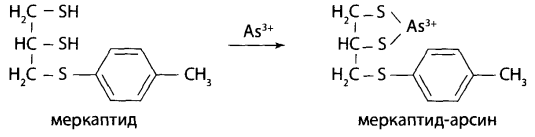 H₂C – SH
HC – SH
H₂C – S – CH₃
As³⁺
H₂C – S
HC – S
As³⁺
H₂C – S – CH₃
меркаптид
меркаптид-арсин